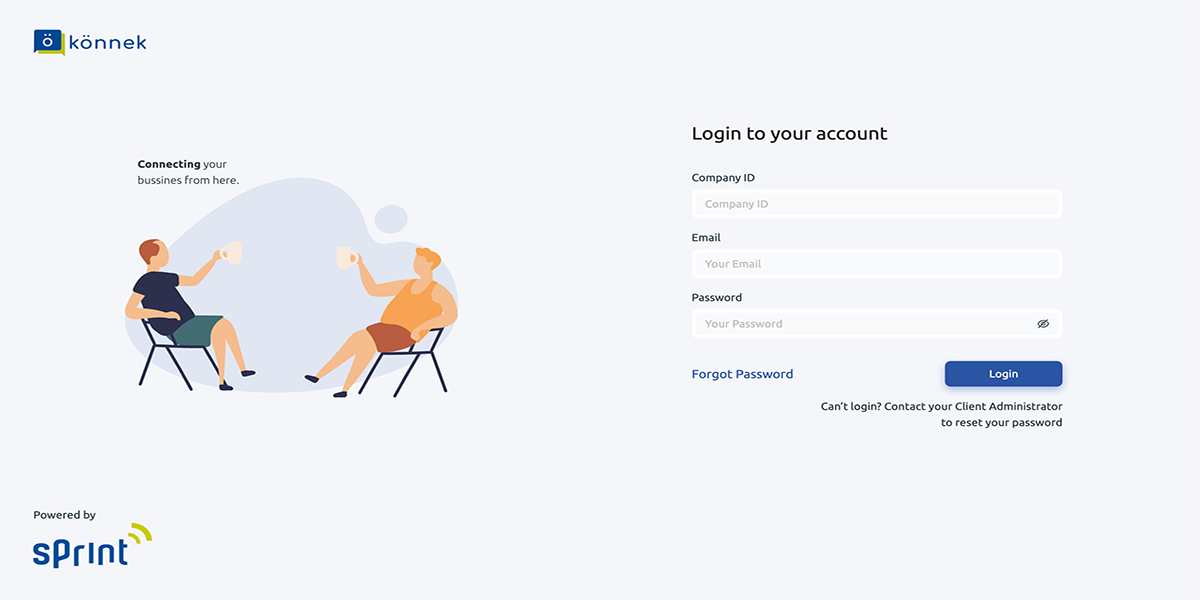 ö könnek
Connecting your
bussines from here.
Login to your account
Company ID
Company ID
Email
Your Email
Password
Your Password
Forgot Password
Login
Can't login? Contact your Client Administrator
to reset your password
Powered by
sprint